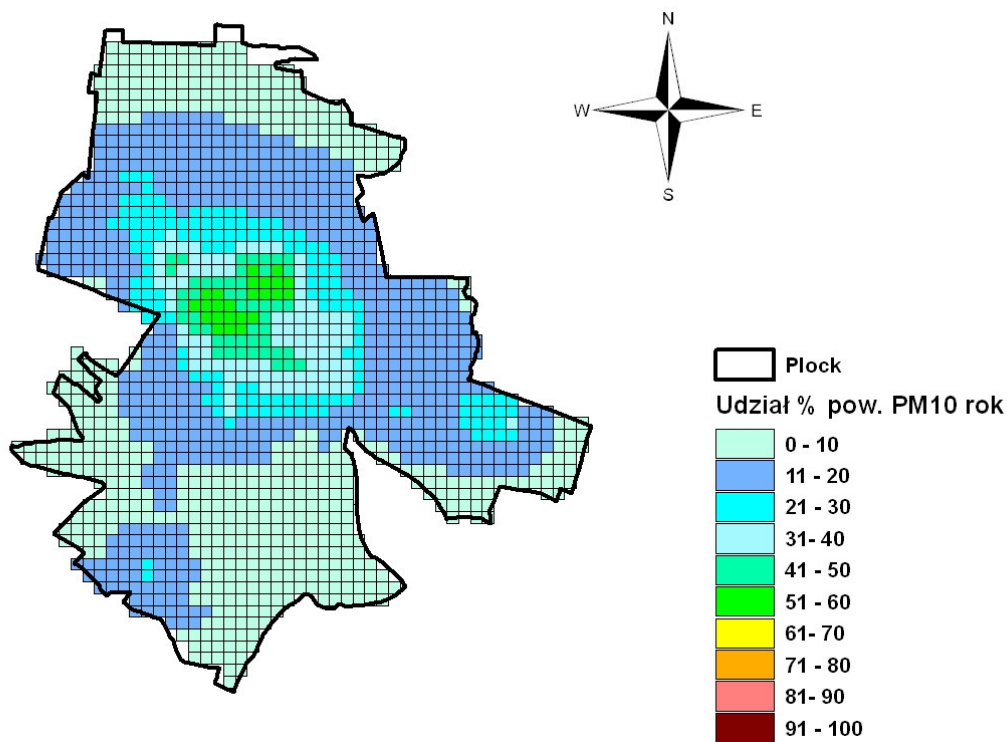 N
W
E
S
Plock
Udział % pow. PM10 rok
0 - 10
11 - 20
21 - 30
31- 40
41 - 50
51 - 60
61- 70
71 - 80
81- 90
91 - 100